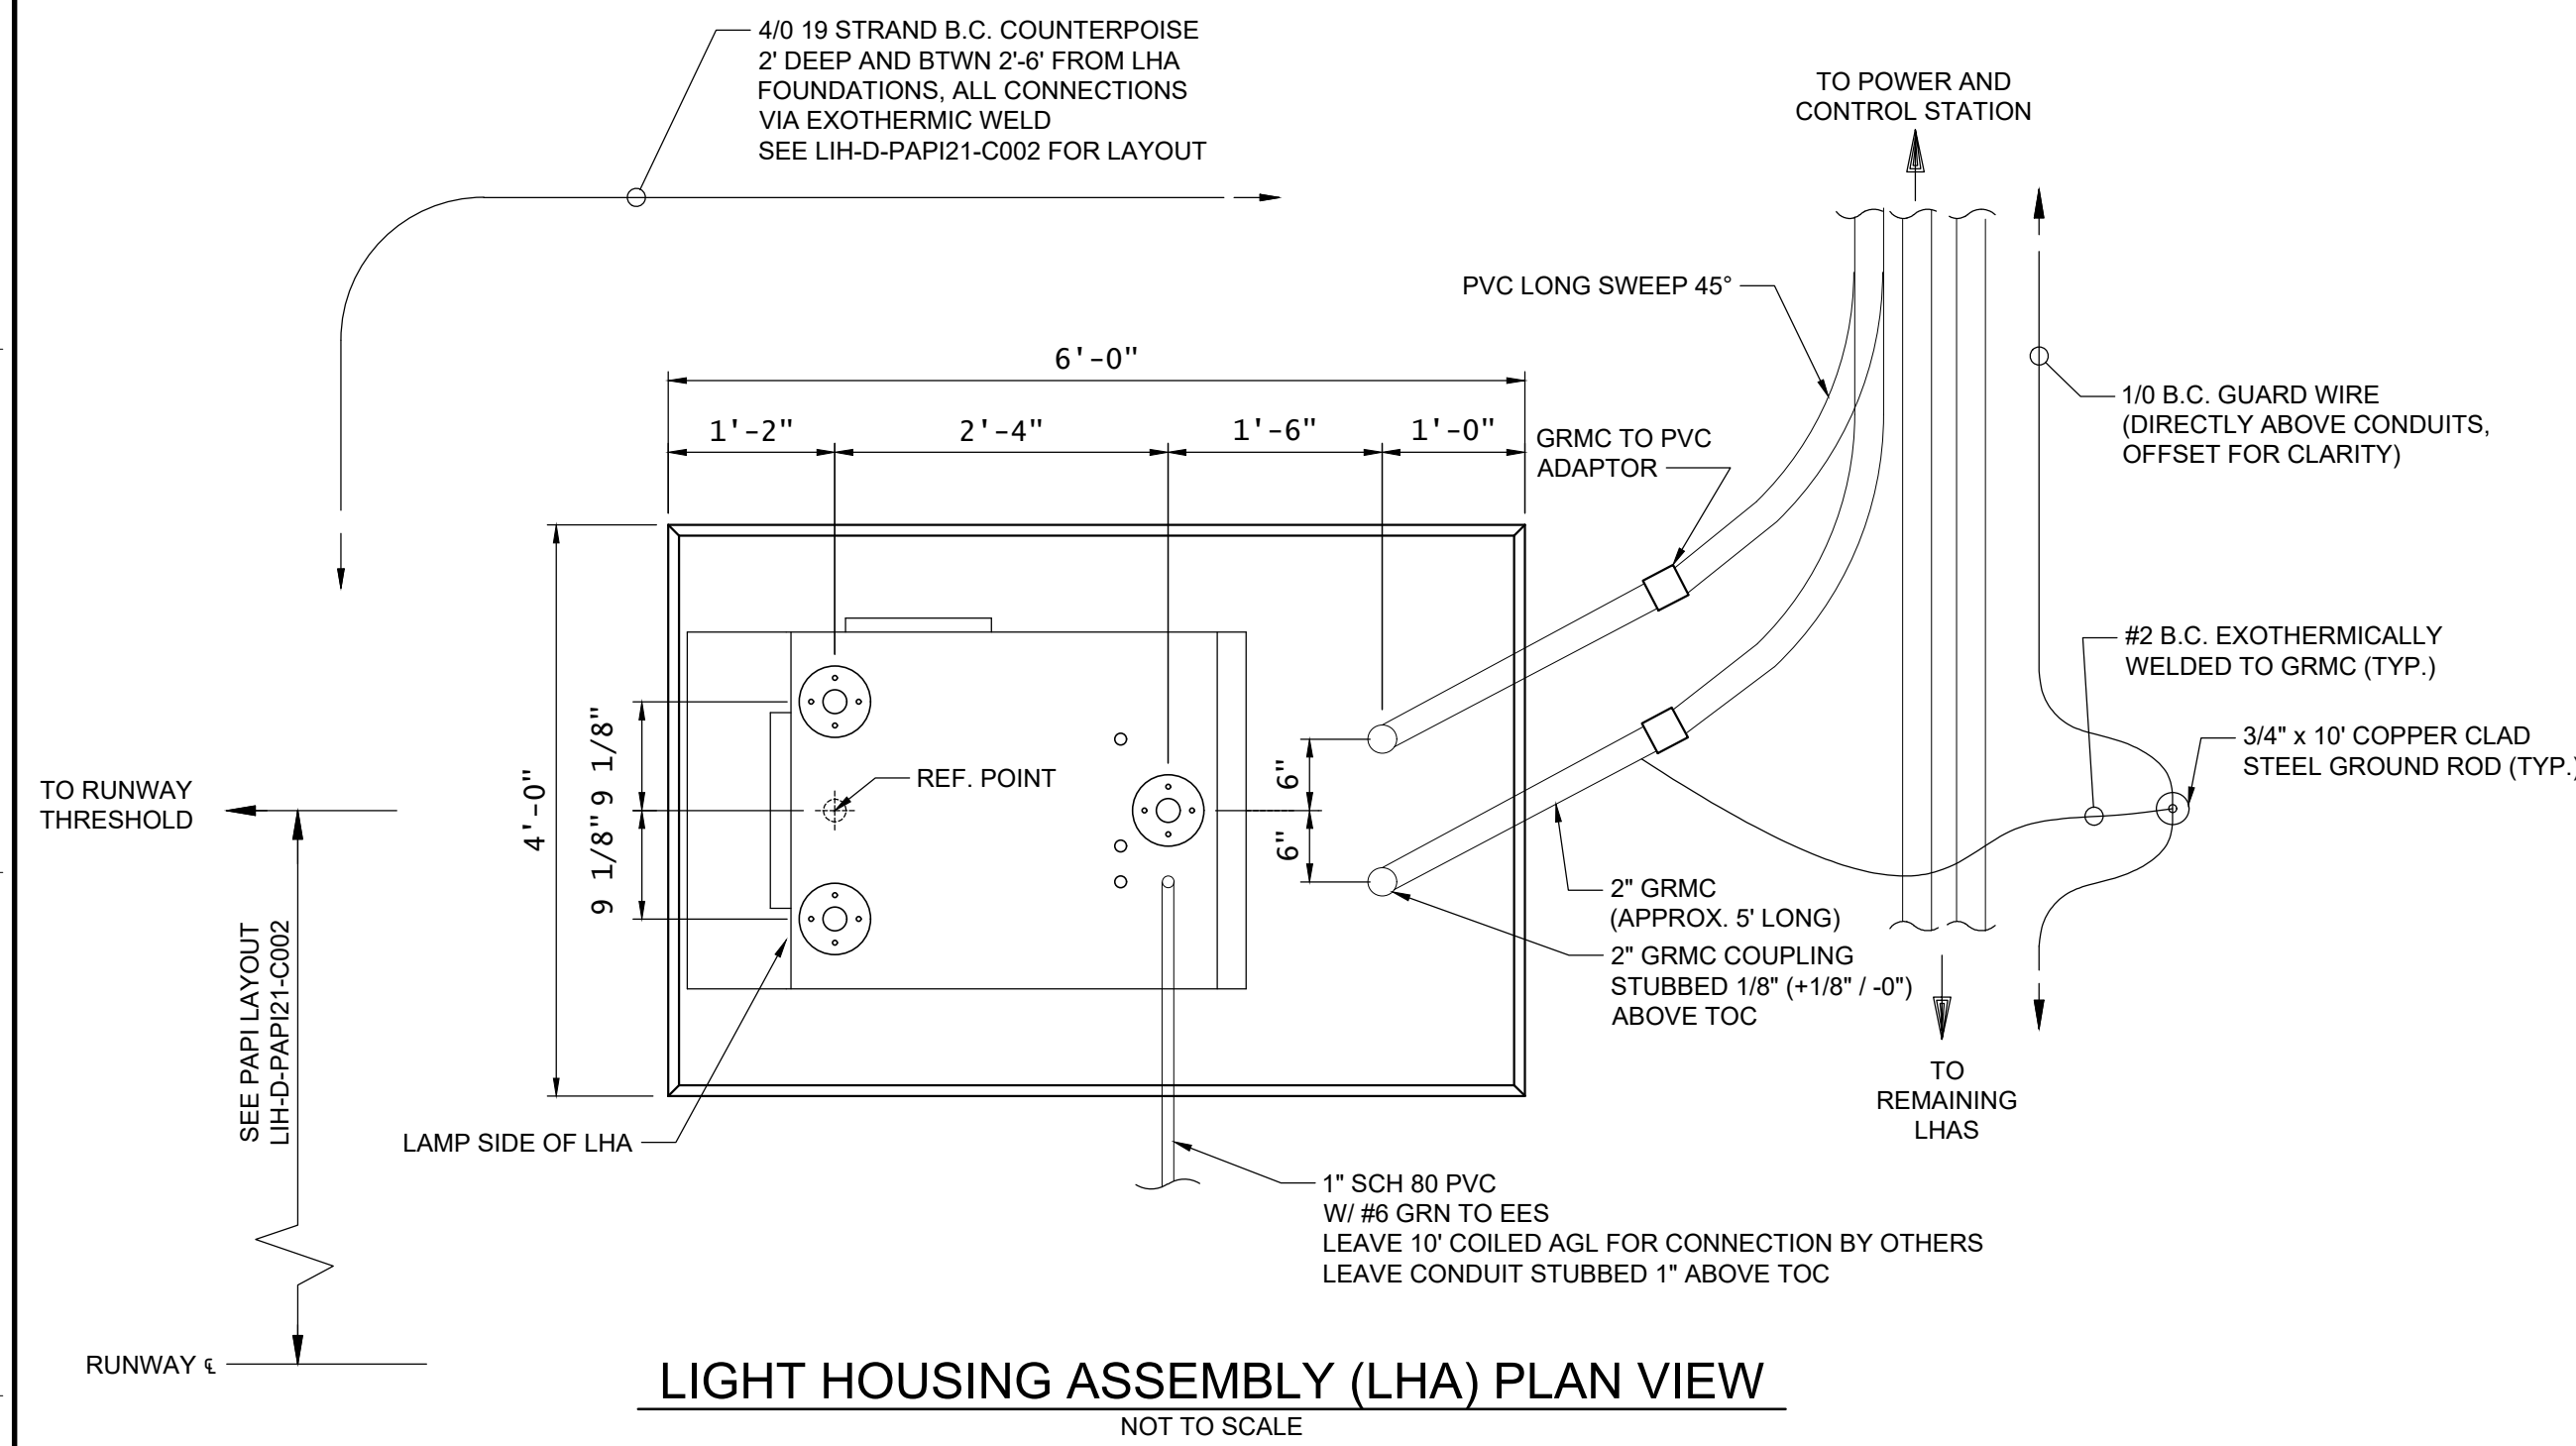 4/0 19 STRAND B.C. COUNTERPOISE
2' DEEP AND BTWN 2'-6' FROM LHA
FOUNDATIONS, ALL CONNECTIONS
VIA EXOTHERMIC WELD
SEE LIH-D-PAPI21-C002 FOR LAYOUT
TO POWER AND
CONTROL STATION
PVC LONG SWEEP 45°
6'-0"
1'-2"
2'-4"
1'-6"
1'-0"
GRMC TO PVC
ADAPTOR
1/0 B.C. GUARD WIRE
(DIRECTLY ABOVE CONDUITS,
OFFSET FOR CLARITY)
#2 B.C. EXOTHERMICALLY
WELDED TO GRMC (TYP.)
3/4" x 10' COPPER CLAD
STEEL GROUND ROD (TYP.)
TO RUNWAY
THRESHOLD
4'-0"
9 1/8"
9 1/8"
REF. POINT
6"
6"
2" GRMC
(APPROX. 5' LONG)
2" GRMC COUPLING
STUBBED 1/8" (+1/8" / -0")
ABOVE TOC
SEE PAPI LAYOUT
LIH-D-PAPI21-C002
TO
REMAINING
LHAS
LAMP SIDE OF LHA
1" SCH 80 PVC
W/ #6 GRN TO EES
LEAVE 10' COILED AGL FOR CONNECTION BY OTHERS
LEAVE CONDUIT STUBBED 1" ABOVE TOC
RUNWAY ℄
LIGHT HOUSING ASSEMBLY (LHA) PLAN VIEW
NOT TO SCALE